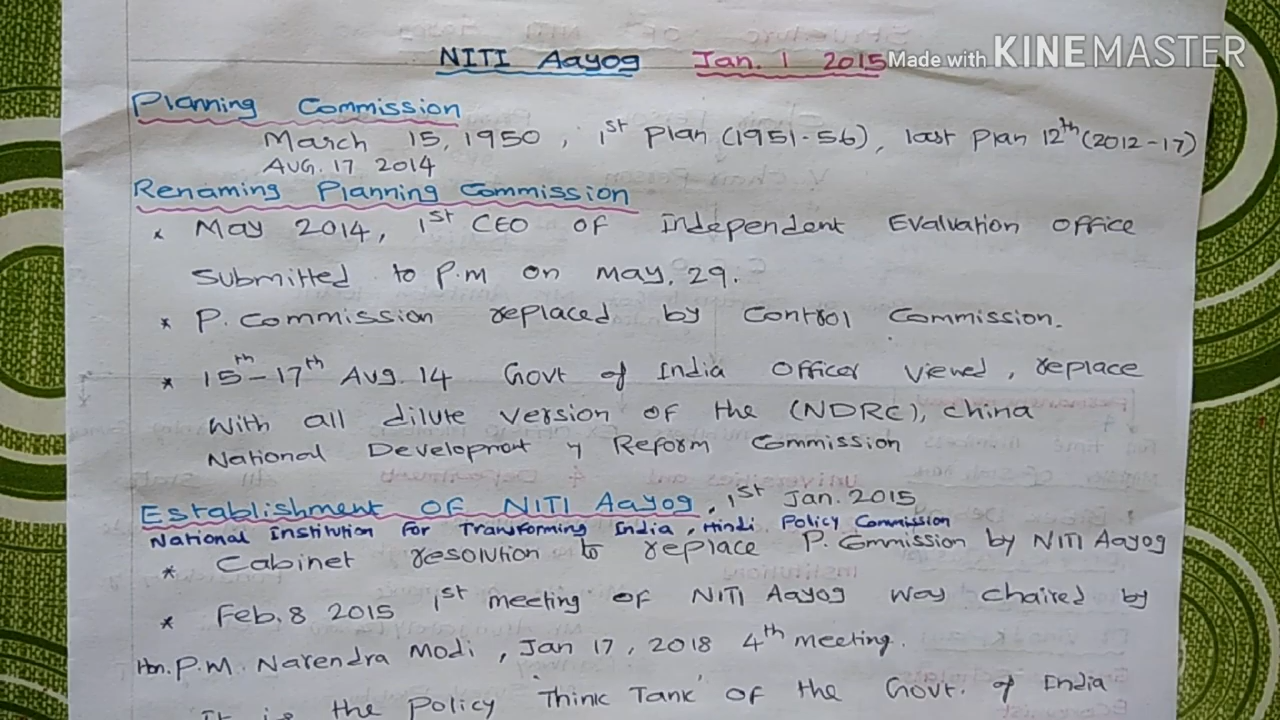 NITI Aayog Jan. 1 2015
Made with KINEMASTER
Planning Commission
March 15, 1950, 1st Plan (1951-56), last Plan 12th (2012-17)
AUG. 17 2014
Renaming Planning Commission
* May 2014, 1st CEO OF Independent Evaluation office
Submitted to P.m on may. 29.
* P. Commission replaced by Control Commission.
* 15th-17th Aug. 14 Govt of India Officer viewed, replace
With all dilute version of the (NDRC), china
National Reform Commission
Establishment OF NITI Aayog, 1st Jan. 2015
National Institution For Transforming India, Hindi Policy Commission
* Cabinet resolution to replace P. Commission by NITI Aayog
* Feb. 8 2015 1st meeting of NITI Aayog way chaired by
Hon. P.M. Narendra Modi, Jan 17, 2018 4th meeting.
It is the Policy 'Think Tank' OF the Govt. of India